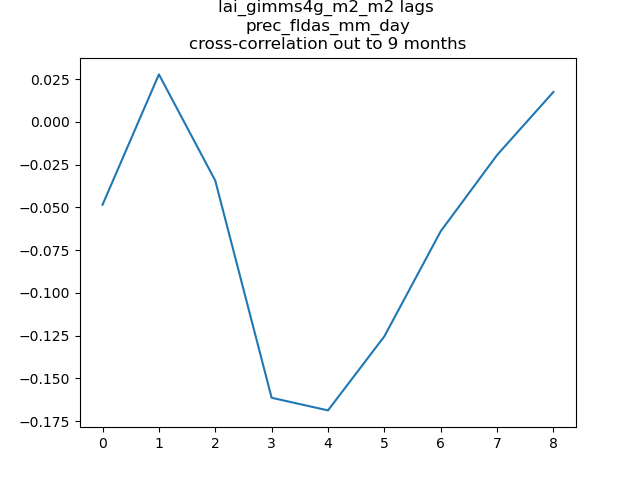 lai_gimms4g_m2_m2 lags
prec_fldas_mm_day
cross-correlation out to 9 months
0.025
0.000
−0.025
−0.050
−0.075
−0.100
−0.125
−0.150
−0.175
0 1 2 3 4 5 6 7 8